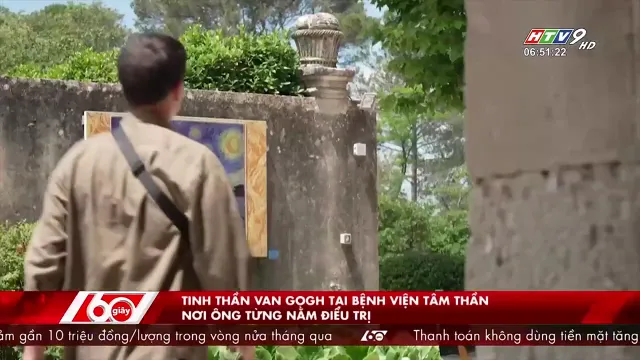 HTV9 HD
06:51:22
TINH THẦN VAN GOGH TẠI BỆNH VIỆN TÂM THẦN
NƠI ÔNG TỪNG NẰM ĐIỀU TRỊ
60 giây
ảm gần 10 triệu đồng/lượng trong vòng nửa tháng qua 60 Thanh toán không dùng tiền mặt tăng